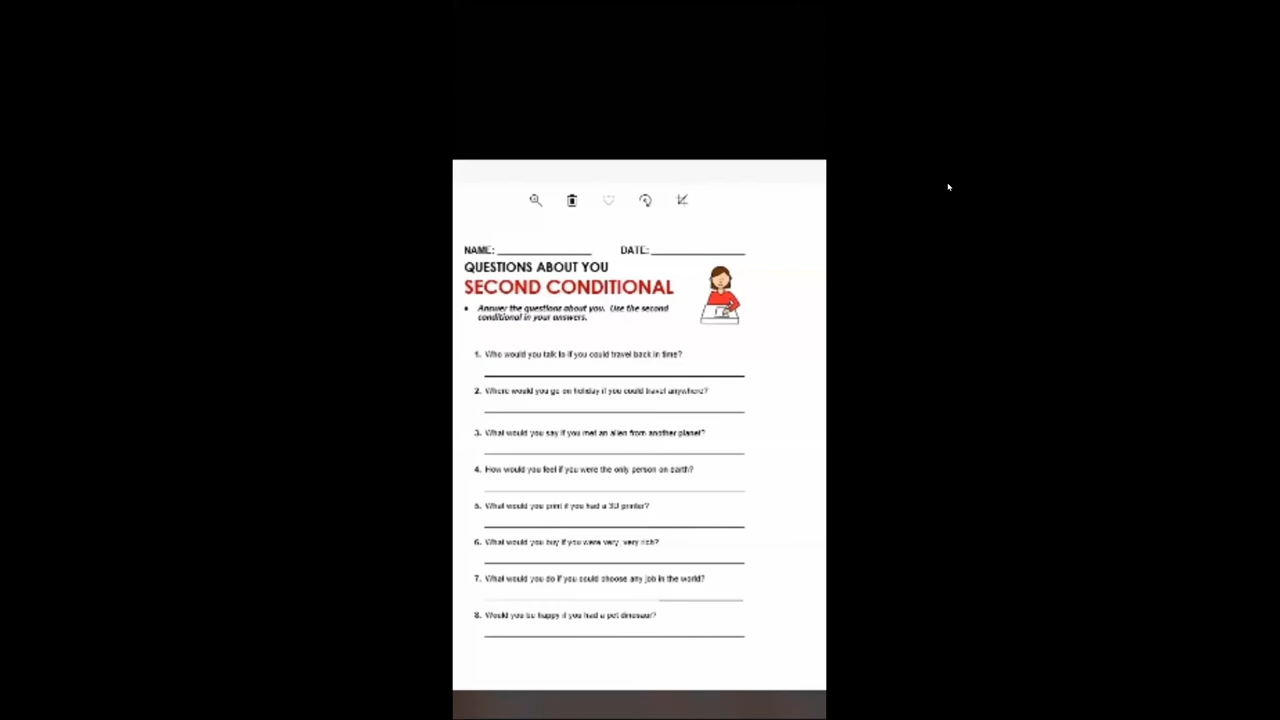 NAME: _______________ DATE: _______________
QUESTIONS ABOUT YOU
SECOND CONDITIONAL
• Answer the questions about you. Use the second
conditional in your answers.
1. Who would you talk to if you could travel back in time?
2. Where would you go on holiday if you could travel anywhere?
3. What would you say if you met an alien from another planet?
4. How would you feel if you were the only person on earth?
5. What would you print if you had a 3D printer?
6. What would you buy if you were very, very rich?
7. What would you do if you could choose any job in the world?
8. Would you be happy if you had a pet dinosaur?